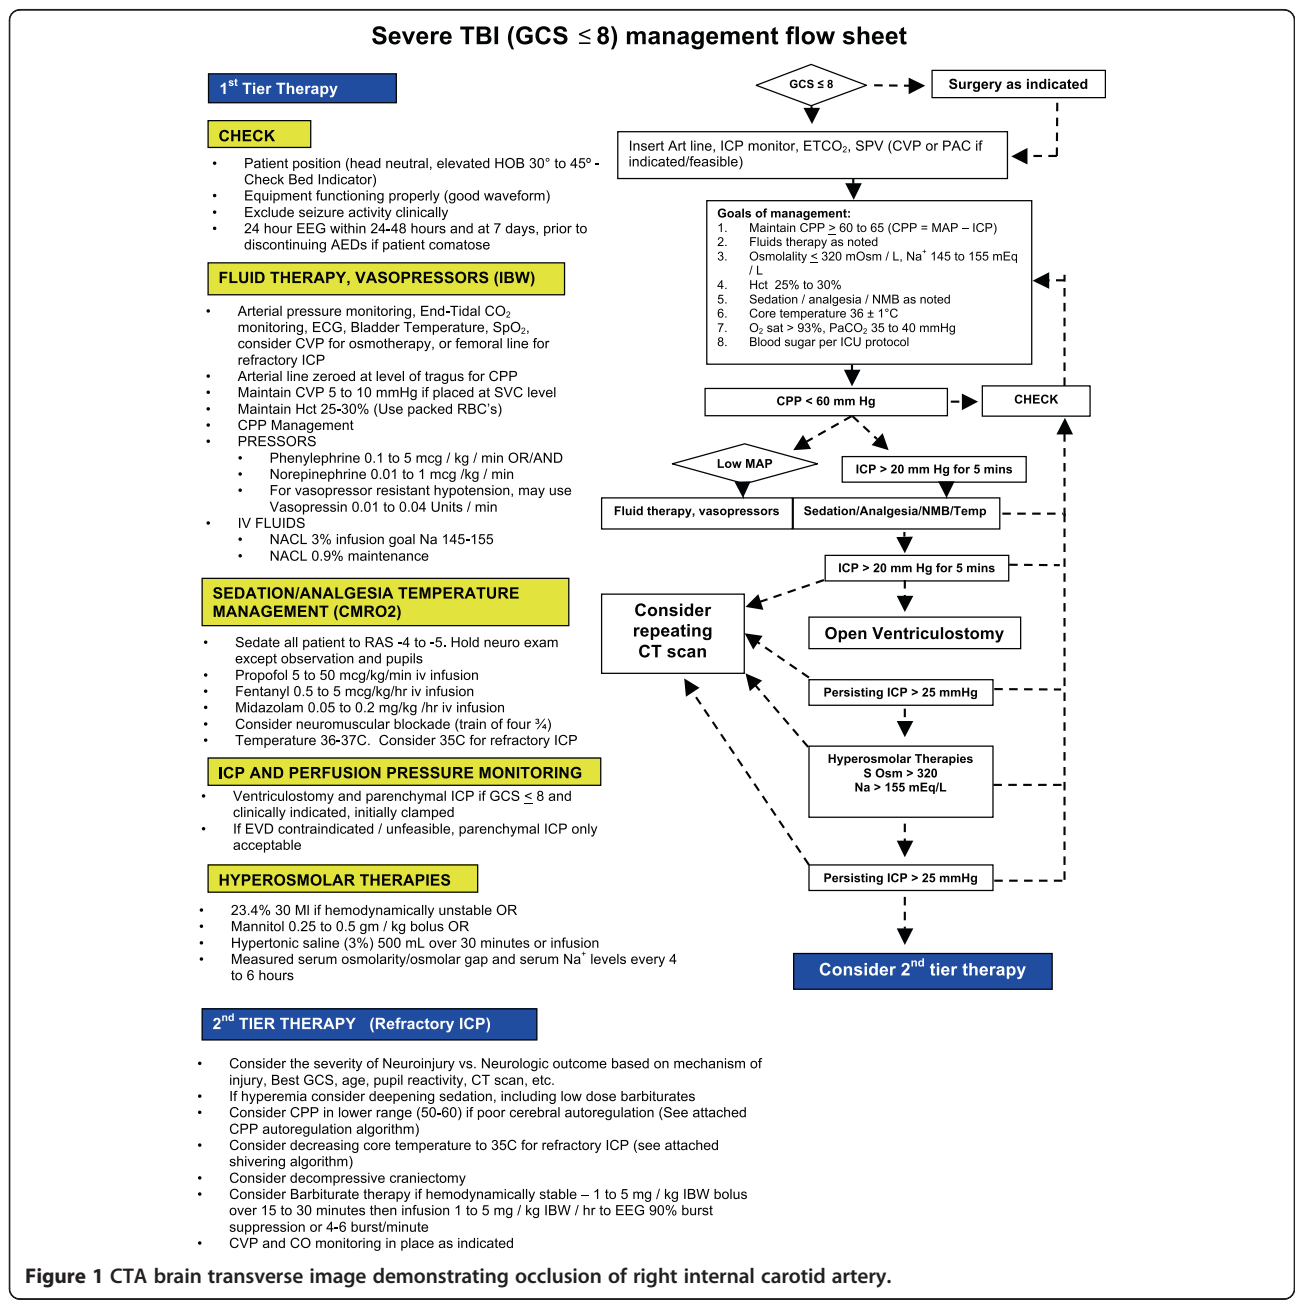 Severe TBI (GCS ≤ 8) management flow sheet
1st Tier Therapy
CHECK
• Patient position (head neutral, elevated HOB 30° to 45º -
Check Bed Indicator)
• Equipment functioning properly (good waveform)
• Exclude seizure activity clinically
• 24 hour EEG within 24-48 hours and at 7 days, prior to
discontinuing AEDs if patient comatose
FLUID THERAPY, VASOPRESSORS (IBW)
• Arterial pressure monitoring, End-Tidal CO2
monitoring, ECG, Bladder Temperature, SpO2,
consider CVP for osmotherapy, or femoral line for
refractory ICP
• Arterial line zeroed at level of tragus for CPP
• Maintain CVP 5 to 10 mmHg if placed at SVC level
• Maintain Hct 25-30% (Use packed RBC's)
• CPP Management
• PRESSORS
• Phenylephrine 0.1 to 5 mcg / kg / min OR/AND
• Norepinephrine 0.01 to 1 mcg /kg / min
• For vasopressor resistant hypotension, may use
Vasopressin 0.01 to 0.04 Units / min
• IV FLUIDS
• NACL 3% infusion goal Na 145-155
• NACL 0.9% maintenance
SEDATION/ANALGESIA TEMPERATURE
MANAGEMENT (CMRO2)
• Sedate all patient to RAS -4 to -5. Hold neuro exam
except observation and pupils
• Propofol 5 to 50 mcg/kg/min iv infusion
• Fentanyl 0.5 to 5 mcg/kg/hr iv infusion
• Midazolam 0.05 to 0.2 mg/kg /hr iv infusion
• Consider neuromuscular blockade (train of four ¾)
• Temperature 36-37C. Consider 35C for refractory ICP
ICP AND PERFUSION PRESSURE MONITORING
• Ventriculostomy and parenchymal ICP if GCS ≤ 8 and
clinically indicated, initially clamped
• If EVD contraindicated / unfeasible, parenchymal ICP only
acceptable
HYPEROSMOLAR THERAPIES
• 23.4% 30 Ml if hemodynamically unstable OR
• Mannitol 0.25 to 0.5 gm / kg bolus OR
• Hypertonic saline (3%) 500 mL over 30 minutes or infusion
• Measured serum osmolarity/osmolar gap and serum Na+ levels every 4
to 6 hours
2nd TIER THERAPY (Refractory ICP)
• Consider the severity of Neuroinjury vs. Neurologic outcome based on mechanism of
injury, Best GCS, age, pupil reactivity, CT scan, etc.
• If hyperemia consider deepening sedation, including low dose barbiturates
• Consider CPP in lower range (50-60) if poor cerebral autoregulation (See attached
CPP autoregulation algorithm)
• Consider decreasing core temperature to 35C for refractory ICP (see attached
shivering algorithm)
• Consider decompressive craniectomy
• Consider Barbiturate therapy if hemodynamically stable – 1 to 5 mg / kg IBW bolus
over 15 to 30 minutes then infusion 1 to 5 mg / kg IBW / hr to EEG 90% burst
suppression or 4-6 burst/minute
• CVP and CO monitoring in place as indicated
GCS ≤ 8
Surgery as indicated
Insert Art line, ICP monitor, ETCO2, SPV (CVP or PAC if
indicated/feasible)
Goals of management:
1. Maintain CPP ≥ 60 to 65 (CPP = MAP – ICP)
2. Fluids therapy as noted
3. Osmolality ≤ 320 mOsm / L, Na+ 145 to 155 mEq
/ L
4. Hct 25% to 30%
5. Sedation / analgesia / NMB as noted
6. Core temperature 36 ± 1°C
7. O2 sat > 93%, PaCO2 35 to 40 mmHg
8. Blood sugar per ICU protocol
CPP < 60 mm Hg
CHECK
Low MAP
ICP > 20 mm Hg for 5 mins
Fluid therapy, vasopressors
Sedation/Analgesia/NMB/Temp
ICP > 20 mm Hg for 5 mins
Consider
repeating
CT scan
Open Ventriculostomy
Persisting ICP > 25 mmHg
Hyperosmolar Therapies
S Osm > 320
Na > 155 mEq/L
Persisting ICP > 25 mmHg
Consider 2nd tier therapy
Figure 1 CTA brain transverse image demonstrating occlusion of right internal carotid artery.